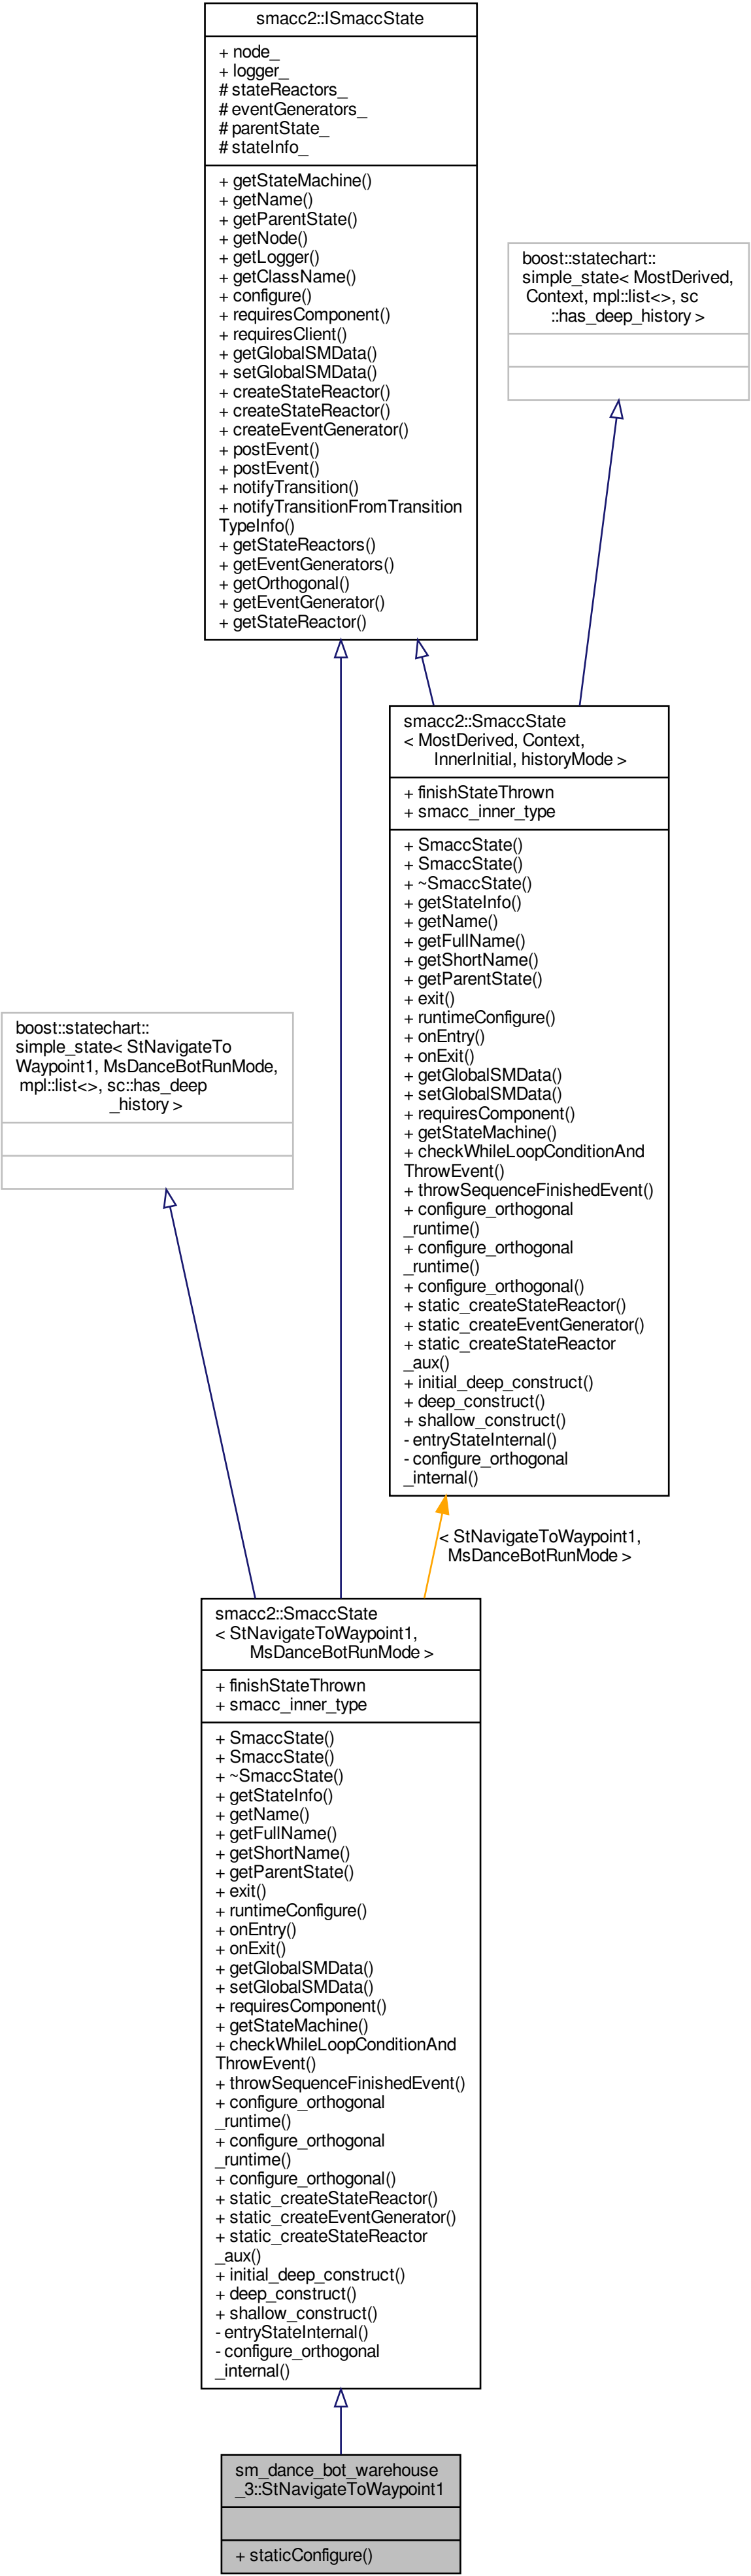 smacc2::ISmaccState
+ node_
+ logger_
# stateReactors_
# eventGenerators_
# parentState_
# stateInfo_
+ getStateMachine()
+ getName()
+ getParentState()
+ getNode()
+ getLogger()
+ getClassName()
+ configure()
+ requiresComponent()
+ requiresClient()
+ getGlobalSMData()
+ setGlobalSMData()
+ createStateReactor()
+ createStateReactor()
+ createEventGenerator()
+ postEvent()
+ postEvent()
+ notifyTransition()
+ notifyTransitionFromTransition
TypeInfo()
+ getStateReactors()
+ getEventGenerators()
+ getOrthogonal()
+ getEventGenerator()
+ getStateReactor()
boost::statechart::
simple_state< MostDerived,
Context, mpl::list<>, sc
::has_deep_history >
smacc2::SmaccState
< MostDerived, Context,
InnerInitial, historyMode >
+ finishStateThrown
+ smacc_inner_type
+ SmaccState()
+ SmaccState()
+ ~SmaccState()
+ getStateInfo()
+ getName()
+ getFullName()
+ getShortName()
+ getParentState()
+ exit()
+ runtimeConfigure()
+ onEntry()
+ onExit()
+ getGlobalSMData()
+ setGlobalSMData()
+ requiresComponent()
+ getStateMachine()
+ checkWhileLoopConditionAnd
ThrowEvent()
+ throwSequenceFinishedEvent()
+ configure_orthogonal
_runtime()
+ configure_orthogonal
_runtime()
+ configure_orthogonal()
+ static_createStateReactor()
+ static_createEventGenerator()
+ static_createStateReactor
_aux()
+ initial_deep_construct()
+ deep_construct()
+ shallow_construct()
- entryStateInternal()
- configure_orthogonal
_internal()
boost::statechart::
simple_state< StNavigateTo
Waypoint1, MsDanceBotRunMode,
mpl::list<>, sc::has_deep
_history >
< StNavigateToWaypoint1,
MsDanceBotRunMode >
smacc2::SmaccState
< StNavigateToWaypoint1,
MsDanceBotRunMode >
+ finishStateThrown
+ smacc_inner_type
+ SmaccState()
+ SmaccState()
+ ~SmaccState()
+ getStateInfo()
+ getName()
+ getFullName()
+ getShortName()
+ getParentState()
+ exit()
+ runtimeConfigure()
+ onEntry()
+ onExit()
+ getGlobalSMData()
+ setGlobalSMData()
+ requiresComponent()
+ getStateMachine()
+ checkWhileLoopConditionAnd
ThrowEvent()
+ throwSequenceFinishedEvent()
+ configure_orthogonal
_runtime()
+ configure_orthogonal
_runtime()
+ configure_orthogonal()
+ static_createStateReactor()
+ static_createEventGenerator()
+ static_createStateReactor
_aux()
+ initial_deep_construct()
+ deep_construct()
+ shallow_construct()
- entryStateInternal()
- configure_orthogonal
_internal()
sm_dance_bot_warehouse
_3::StNavigateToWaypoint1
+ staticConfigure()